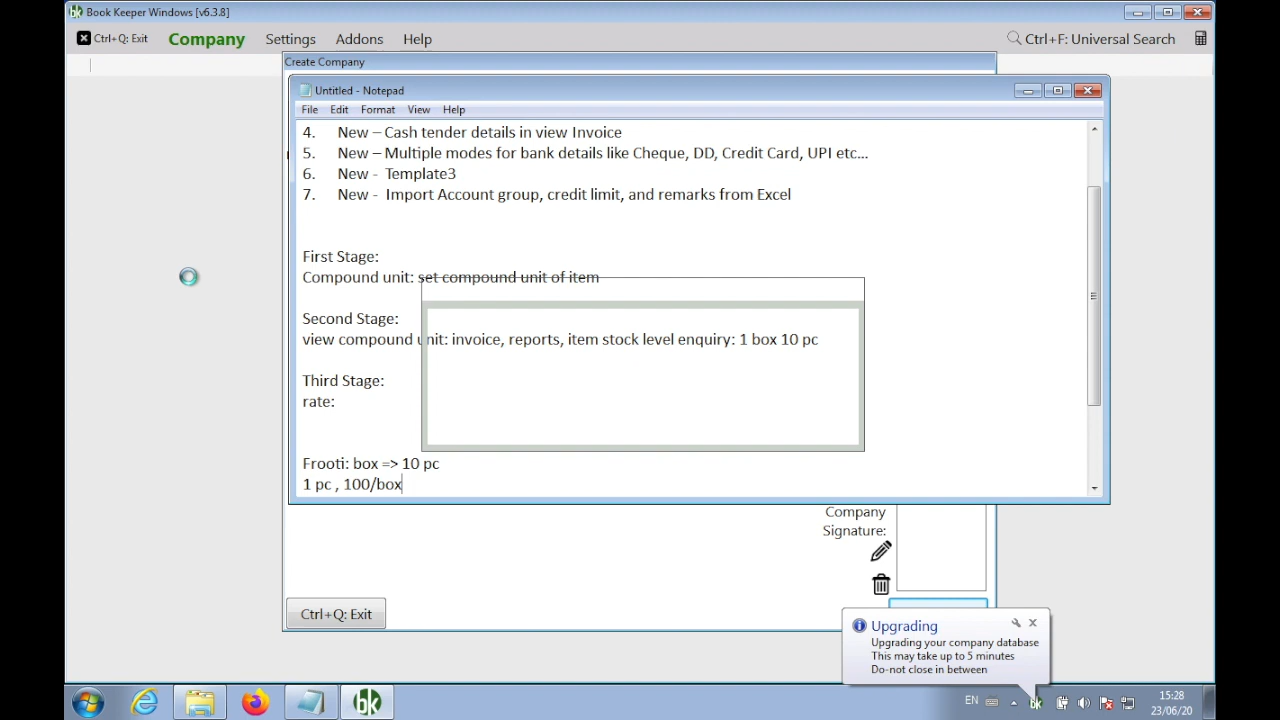 Book Keeper Windows [v6.3.8]
Ctrl+Q: Exit Company Settings Addons Help Ctrl+F: Universal Search
Create Company
Untitled - Notepad
File Edit Format View Help
4. New – Cash tender details in view Invoice
5. New – Multiple modes for bank details like Cheque, DD, Credit Card, UPI etc...
6. New - Template3
7. New - Import Account group, credit limit, and remarks from Excel
First Stage:
Compound unit: set compound unit of item
Second Stage:
view compound unit: invoice, reports, item stock level enquiry: 1 box 10 pc
Third Stage:
rate:
Frooti: box => 10 pc
1 pc , 100/box
Company
Signature:
Ctrl+Q: Exit
Upgrading
Upgrading your company database
This may take up to 5 minutes
Do-not close in between
bk
EN
bk
15:28
23/06/20